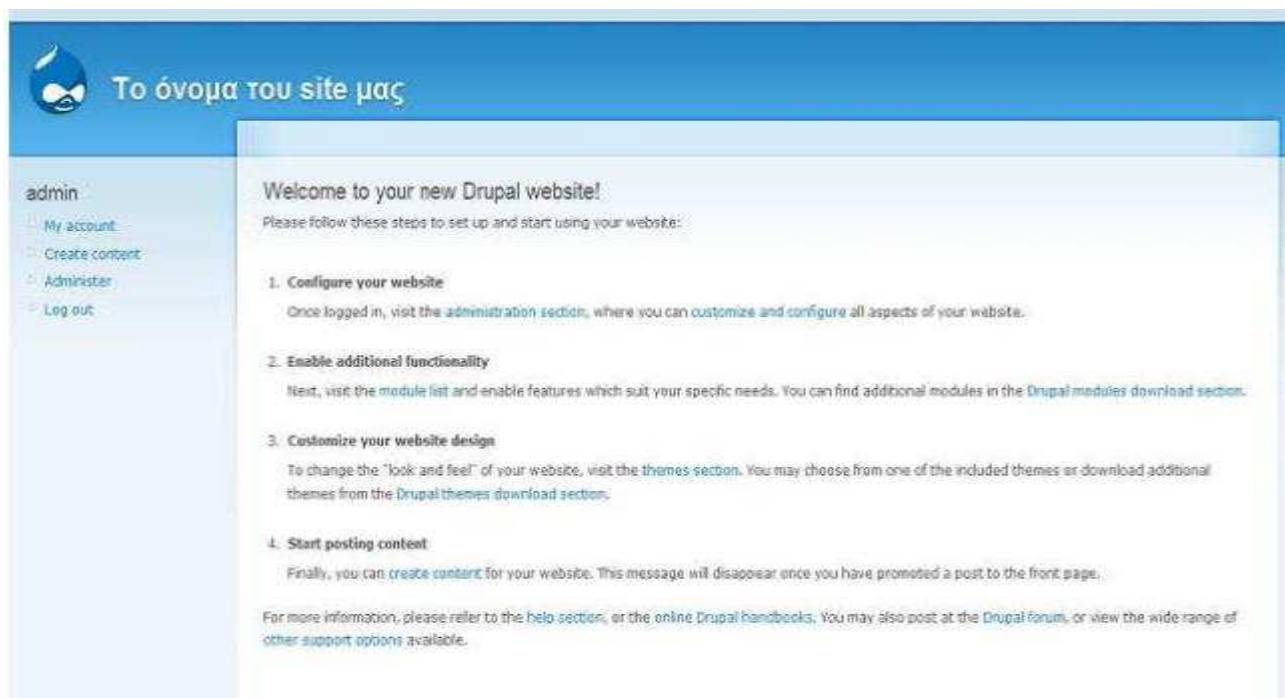 Το όνομα του site μας
admin
My account
Create content
Administer
Log out
Welcome to your new Drupal website!
Please follow these steps to set up and start using your website:
1. Configure your website
Once logged in, visit the administration section, where you can customize and configure all aspects of your website.
2. Enable additional functionality
Next, visit the module list and enable features which suit your specific needs. You can find additional modules in the Drupal modules download section.
3. Customize your website design
To change the "look and feel" of your website, visit the themes section. You may choose from one of the included themes or download additional
themes from the Drupal themes download section.
4. Start posting content
Finally, you can create content for your website. This message will disappear once you have promoted a post to the front page.
For more information, please refer to the help section, or the online Drupal handbooks. You may also post at the Drupal forum, or view the wide range of
other support options available.